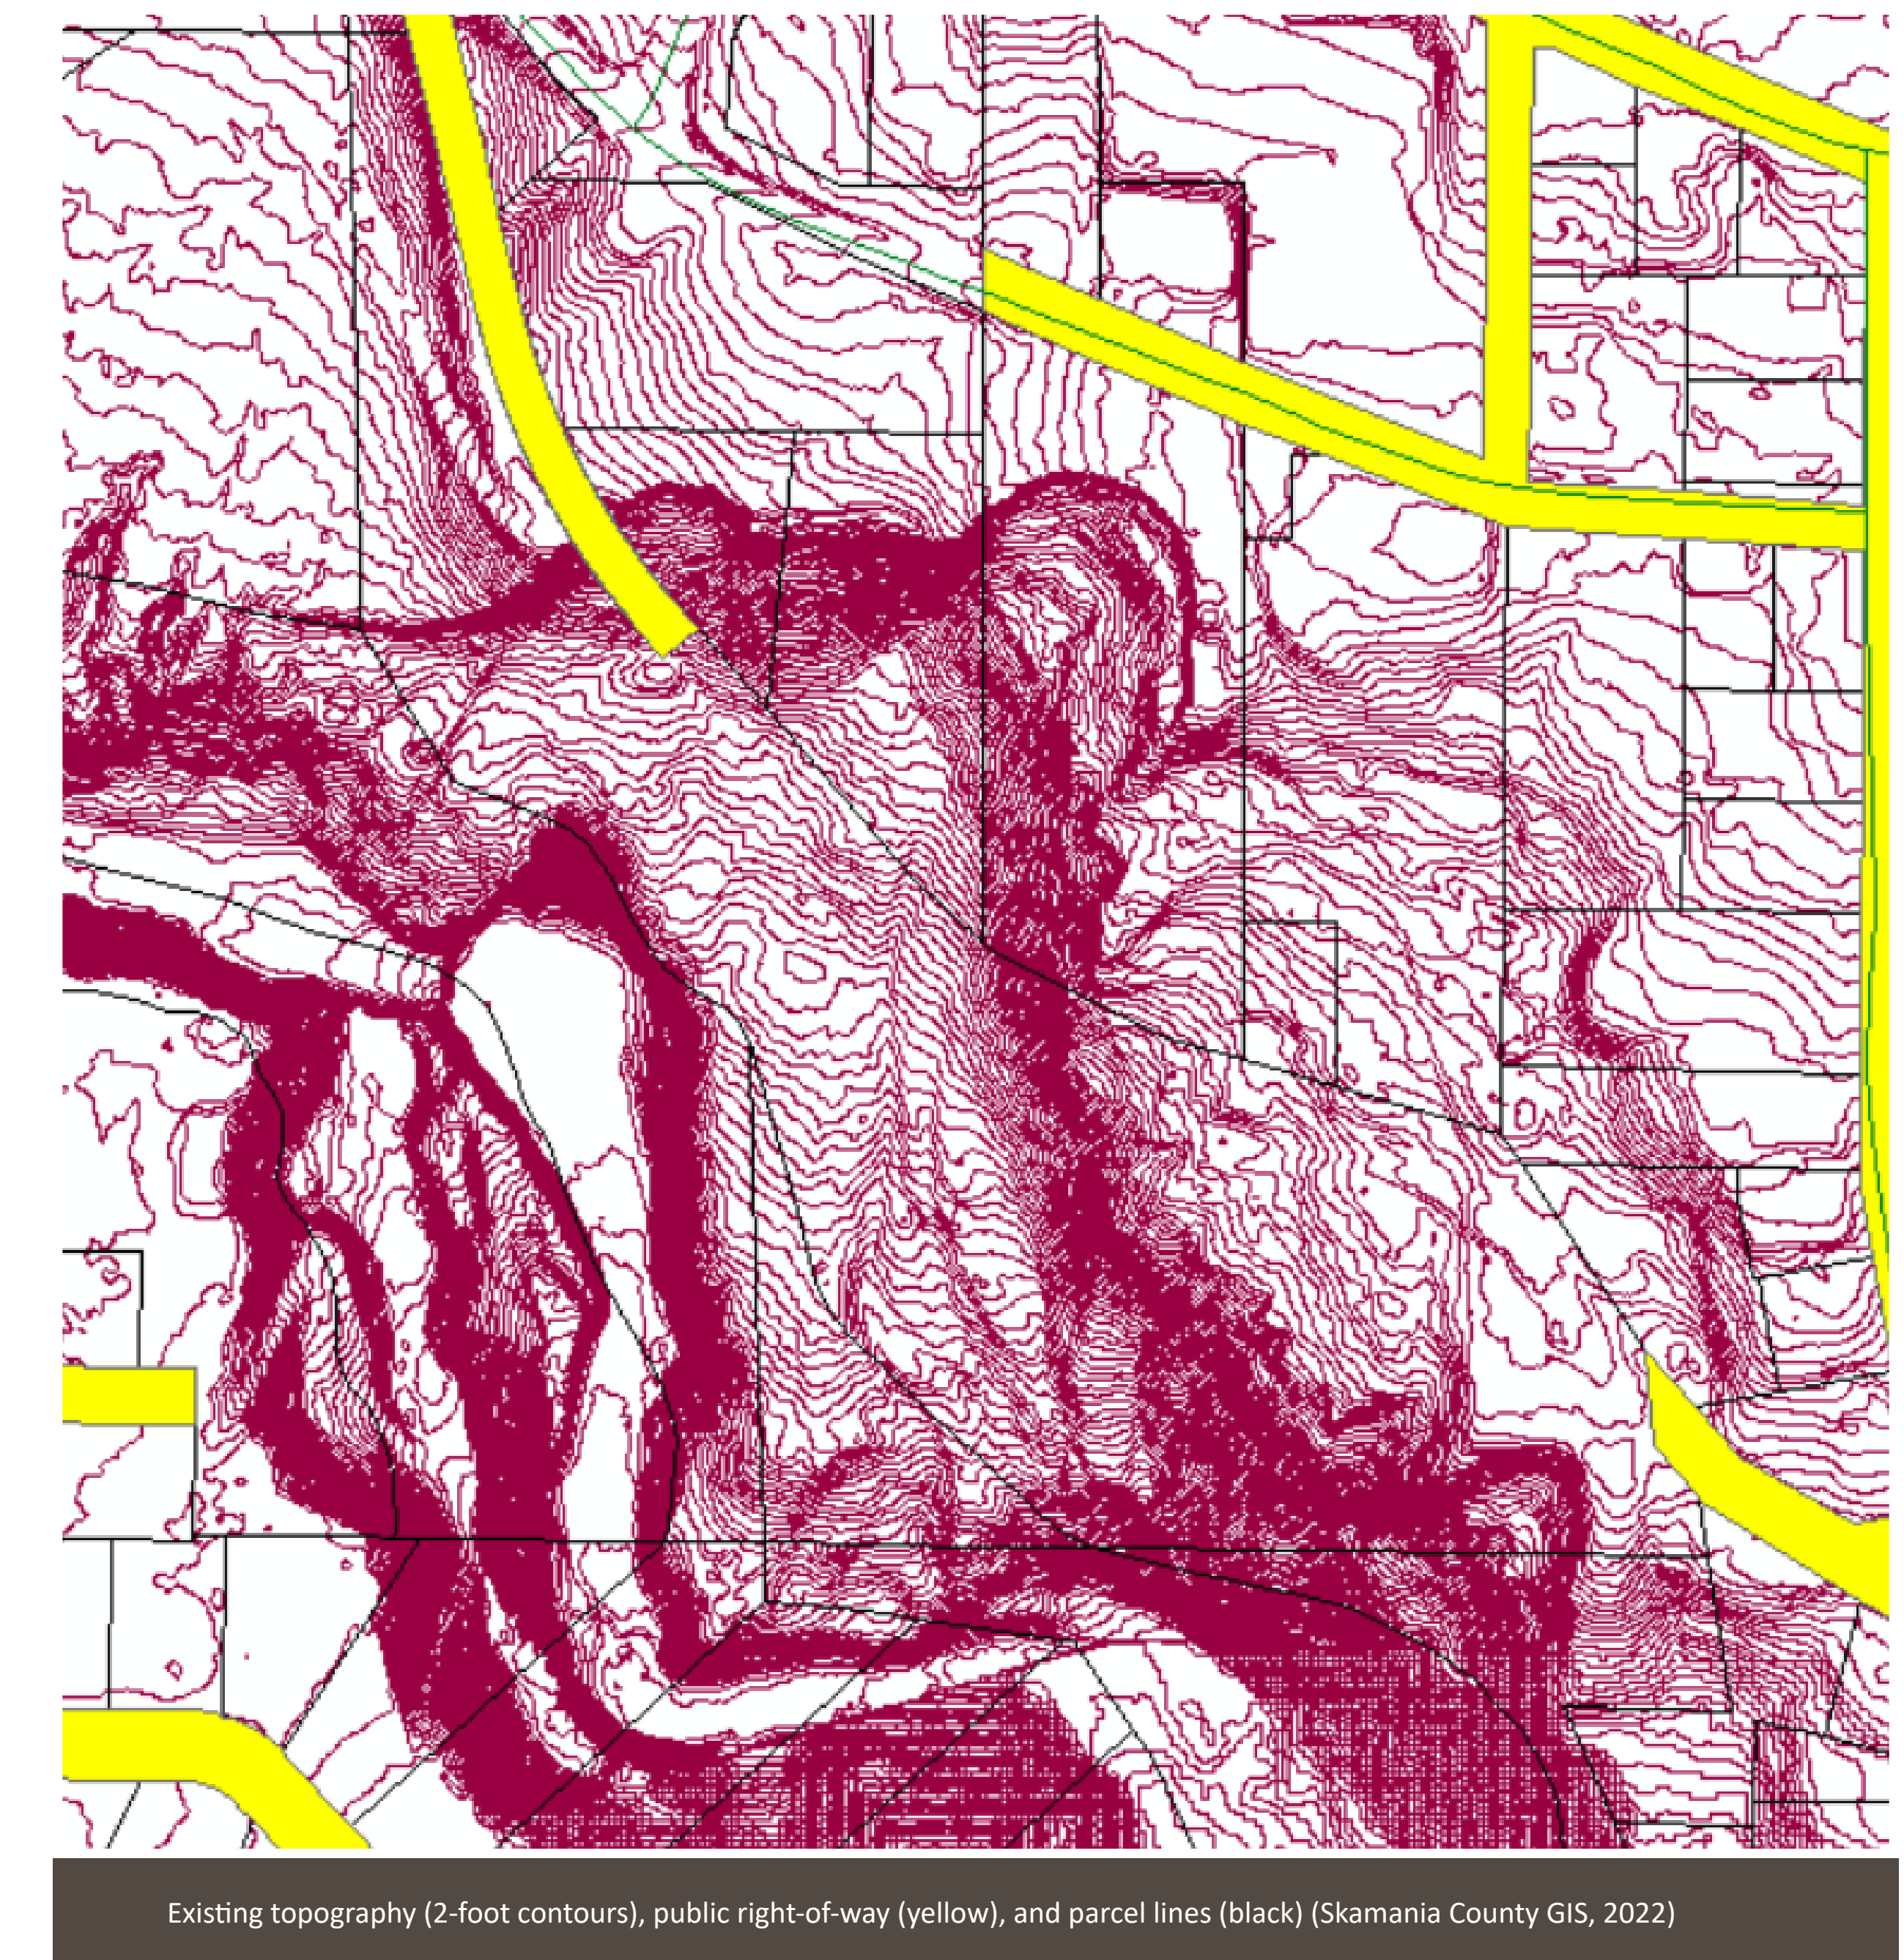 Existing topography (2-foot contours), public right-of-way (yellow), and parcel lines (black) (Skamania County GIS, 2022)